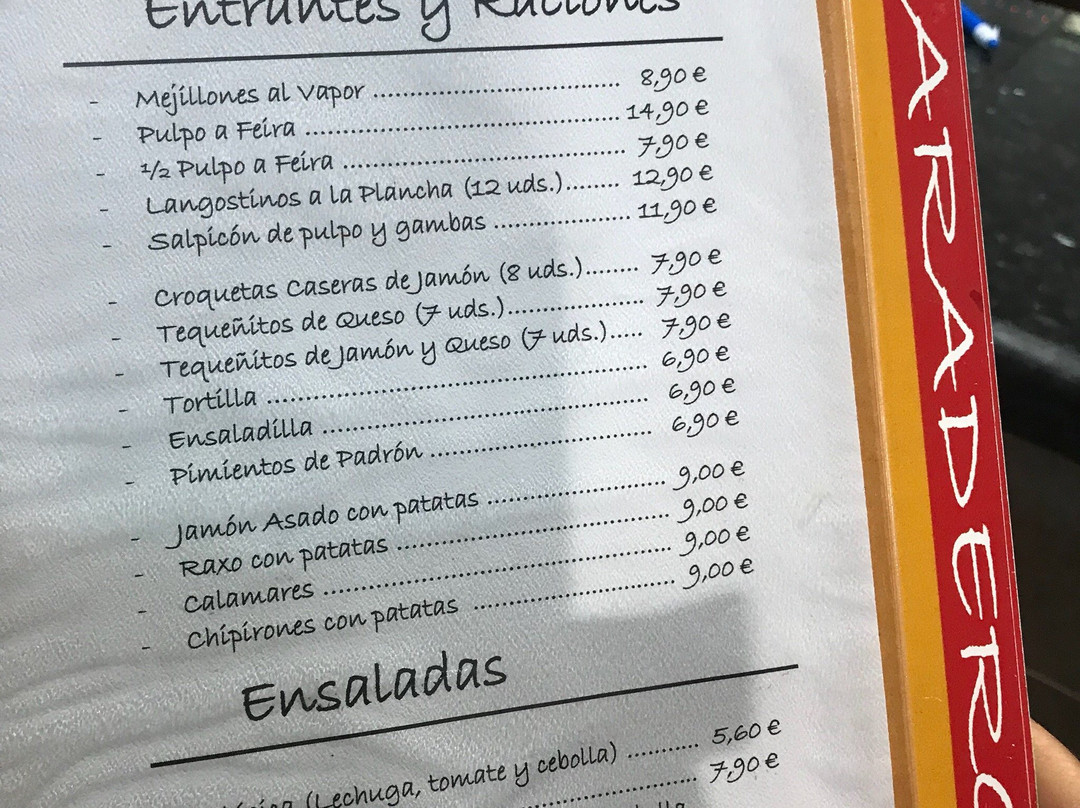 Entrantes y Raciones
- Mejillones al vapor ........ 8,90 €
- Pulpo a Feira ........ 14,90 €
- 1/2 Pulpo a Feira ........ 7,90 €
- Langostinos a la Plancha (12 uds.)........ 12,90 €
- Salpicón de pulpo y gambas ........ 11,90 €
- Croquetas Caseras de Jamón (8 uds.)........ 7,90 €
- Tequeñitos de Queso (7 uds.)........ 7,90 €
- Tequeñitos de Jamón y Queso (7 uds.)..... 7,90 €
- Tortilla ........ 6,90 €
- Ensaladilla ........ 6,90 €
- Pimientos de Padrón ........ 6,90 €
- Jamón Asado con patatas ........ 9,00 €
- Raxo con patatas ........ 9,00 €
- Calamares ........ 9,00 €
- Chipirones con patatas ........ 9,00 €
Ensaladas
(Lechuga, tomate y cebolla) ........ 5,60 €
........ 7,90 €
ARADERO